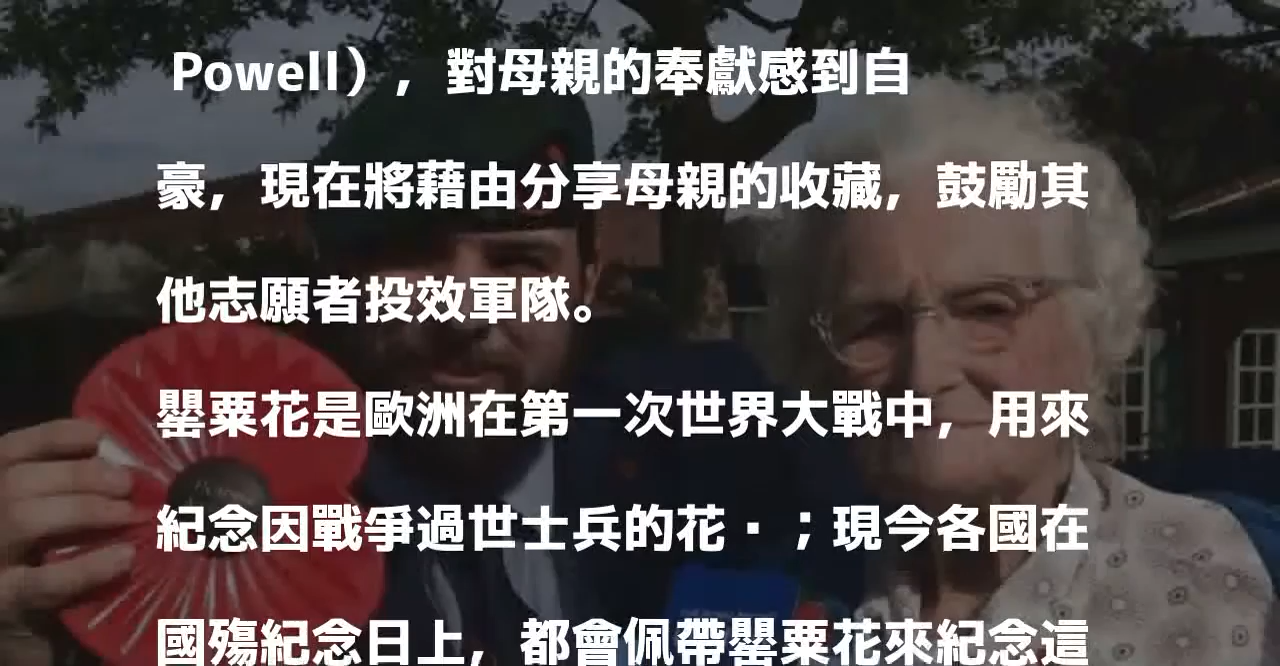 Powell），對母親的奉獻感到自
豪，現在將藉由分享母親的收藏，鼓勵其
他志願者投效軍隊。
罌粟花是歐洲在第一次世界大戰中，用來
紀念因戰爭過世士兵的花·；現今各國在
國殤紀念日上，都會佩帶罌粟花來紀念這